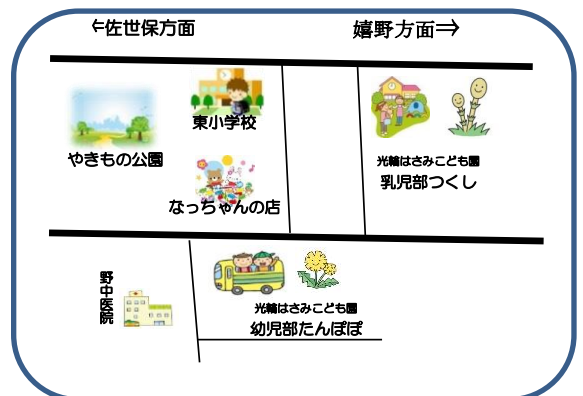 ←佐世保方面
嬉野方面⇒
東小学校
やきもの公園
光輪はさみこども園
乳児部つくし
なっちゃんの店
野中医院
光輪はさみこども園
幼児部たんぽぽ